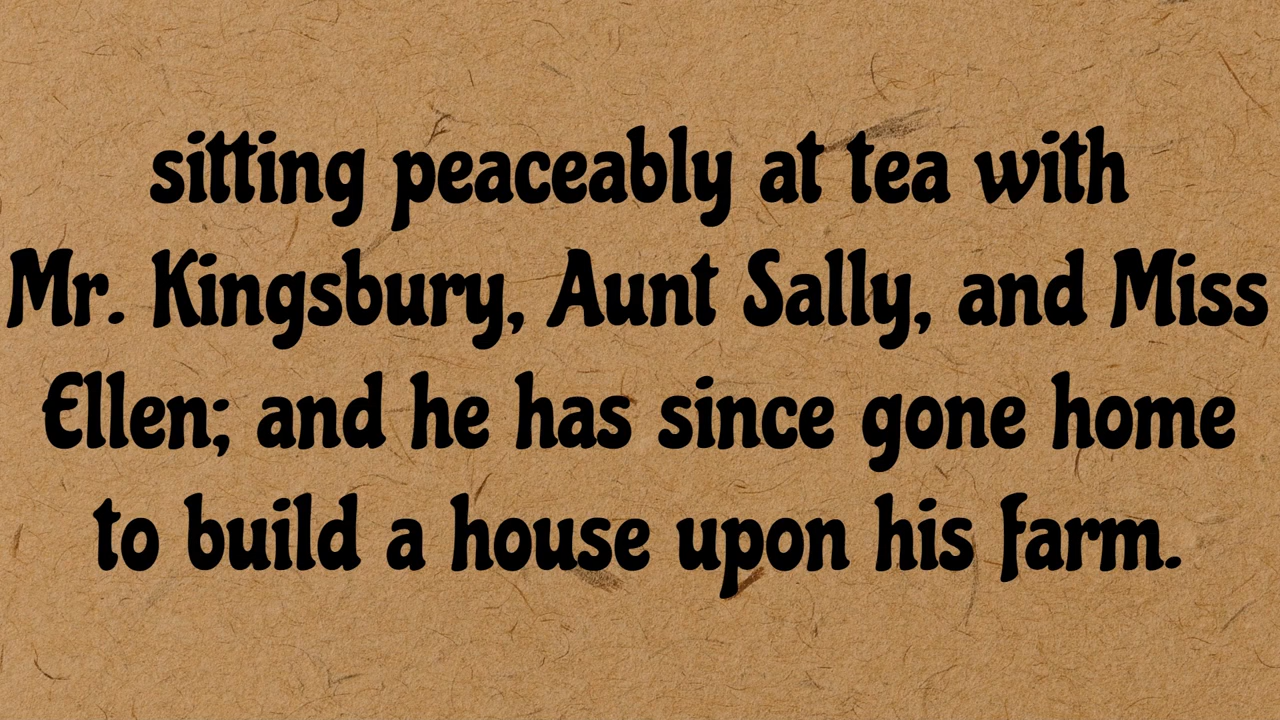 sitting peaceably at tea with
Mr. Kingsbury, Aunt Sally, and Miss
Ellen; and he has since gone home
to build a house upon his farm.